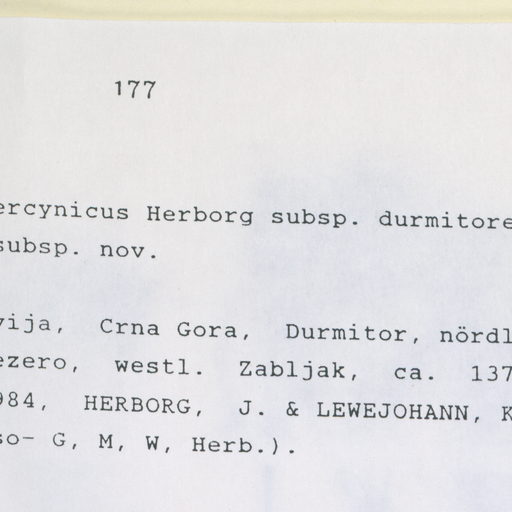 177
ercynicus Herborg subsp. durmitore
subsp. nov.
vija, Crna Gora, Durmitor, nördl
ezero, westl. Zabljak, ca. 137
984, HERBORG, J. & LEWEJOHANN, K
so- G, M, W, Herb.).